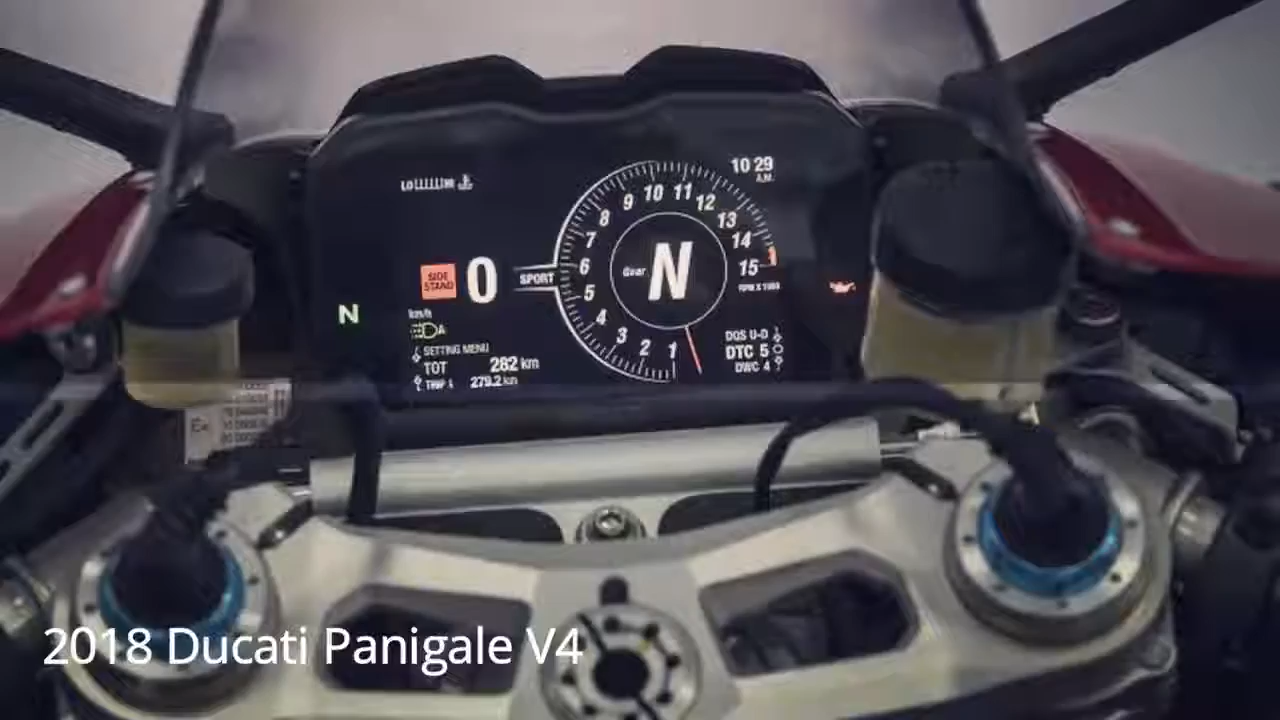 10 29
A.M.
LO HI
10 11
9 12
8 13
7 14
6 15
5
4
3
2
1
RPM X 1000
SIDE
STAND
0
SPORT
Gear
N
N
km/h
A
SETTING MENU
TOT 282 km
TRIP 1 279.2 km
DQS U-D
DTC 5
DWC 4
2018 Ducati Panigale V4